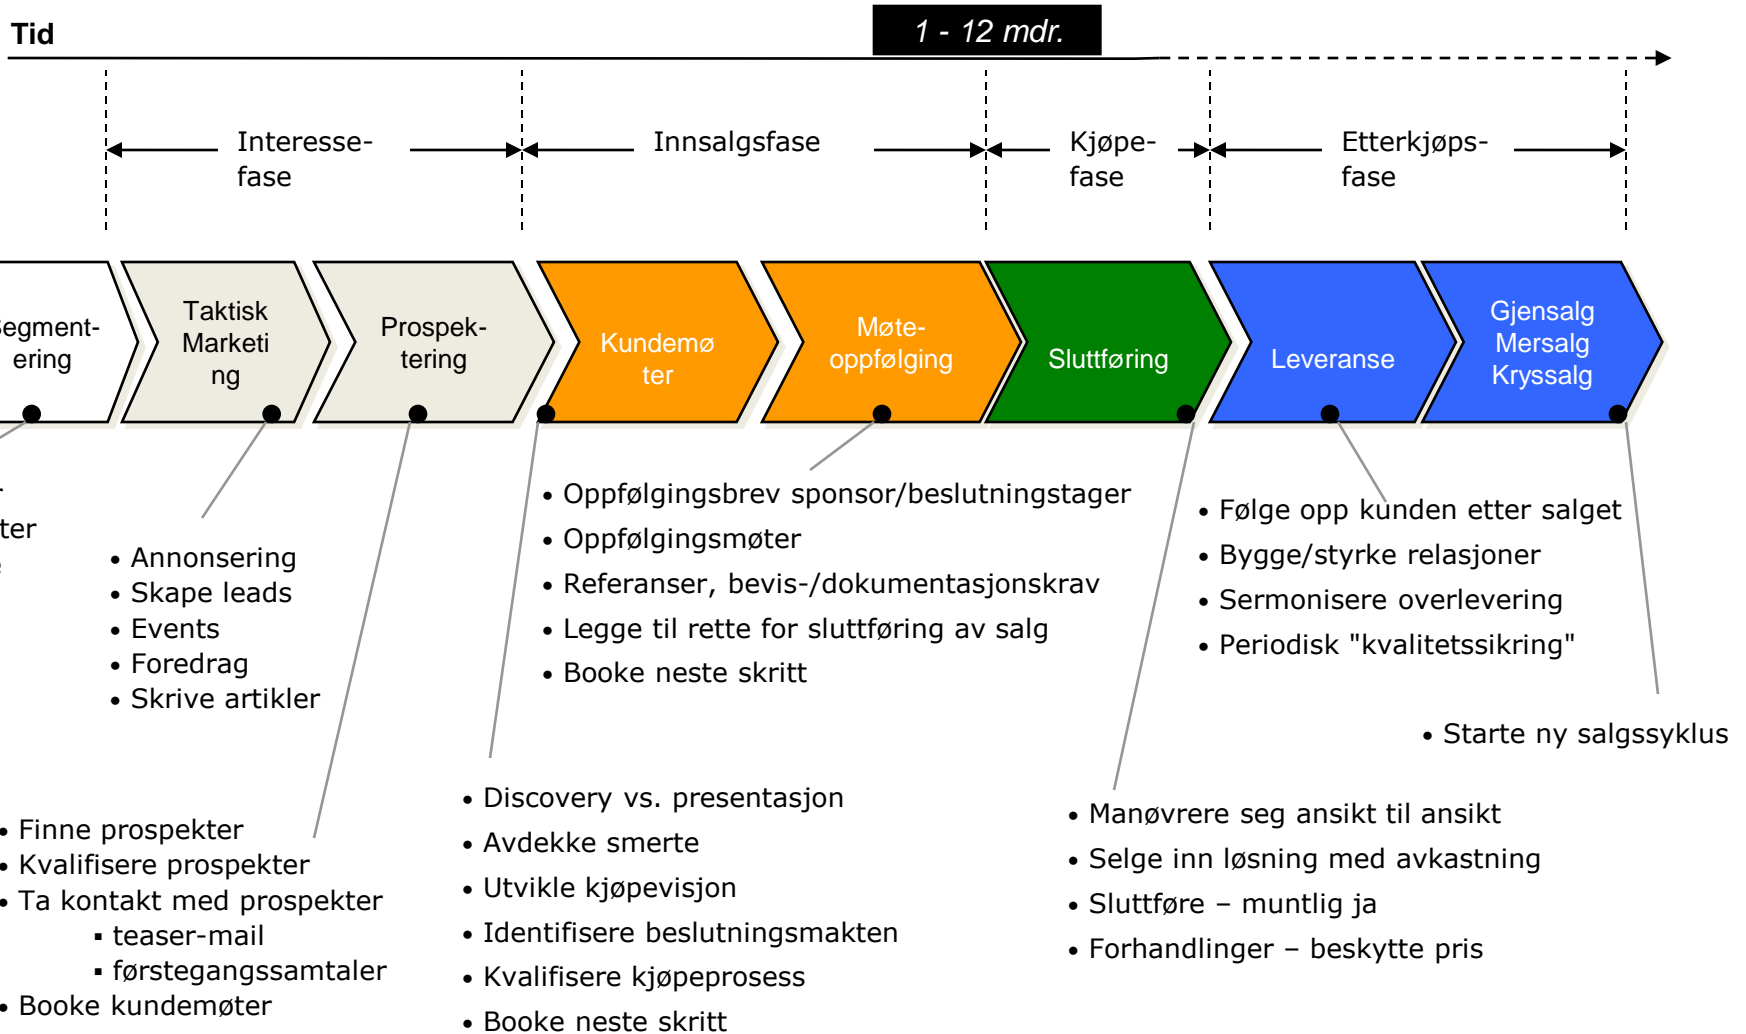 Tid
1 - 12 mdr.
Interesse-
fase
Innsalgsfase
Kjøpe-
fase
Etterkjøps-
fase
Segment-
ering
Taktisk
Marketi
ng
Prospek-
tering
Kundemø
ter
Møte-
oppfølging
Sluttføring
Leveranse
Gjensalg
Mersalg
Kryssalg
ter
• Annonsering
• Skape leads
• Events
• Foredrag
• Skrive artikler
• Oppfølgingsbrev sponsor/beslutningstager
• Oppfølgingsmøter
• Referanser, bevis-/dokumentasjonskrav
• Legge til rette for sluttføring av salg
• Booke neste skritt
• Følge opp kunden etter salget
• Bygge/styrke relasjoner
• Sermonisere overlevering
• Periodisk "kvalitetssikring"
• Starte ny salgssyklus
• Finne prospekter
• Kvalifisere prospekter
• Ta kontakt med prospekter
▪ teaser-mail
▪ førstegangssamtaler
• Booke kundemøter
• Discovery vs. presentasjon
• Avdekke smerte
• Utvikle kjøpevisjon
• Identifisere beslutningsmakten
• Kvalifisere kjøpeprosess
• Booke neste skritt
• Manøvrere seg ansikt til ansikt
• Selge inn løsning med avkastning
• Sluttføre – muntlig ja
• Forhandlinger – beskytte pris